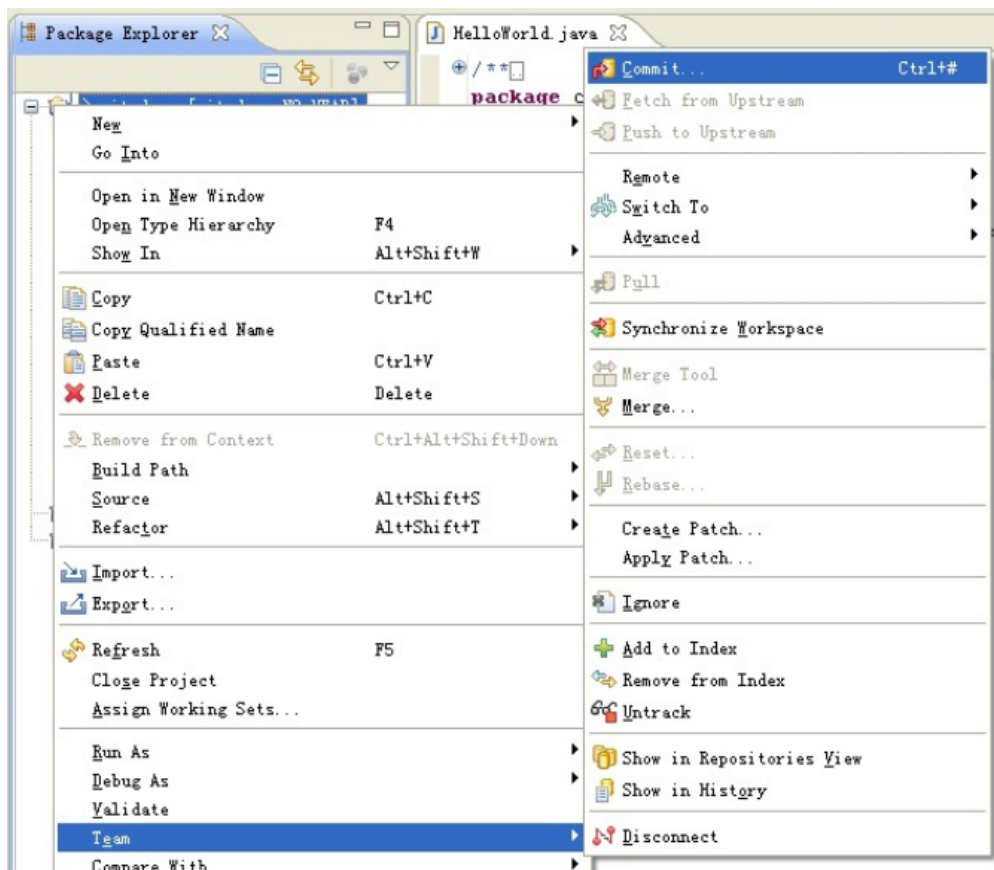 Package Explorer
HelloWorld.java
/**
package c
New
Go Into
Open in New Window
Open Type Hierarchy F4
Show In Alt+Shift+W
Copy Ctrl+C
Copy Qualified Name
Paste Ctrl+V
Delete Delete
Remove from Context Ctrl+Alt+Shift+Down
Build Path
Source Alt+Shift+S
Refactor Alt+Shift+T
Import...
Export...
Refresh F5
Close Project
Assign Working Sets...
Run As
Debug As
Validate
Team
Compare With
Commit... Ctrl+#
Fetch from Upstream
Push to Upstream
Remote
Switch To
Advanced
Pull
Synchronize Workspace
Merge Tool
Merge...
Reset...
Rebase...
Create Patch...
Apply Patch...
Ignore
Add to Index
Remove from Index
Untrack
Show in Repositories View
Show in History
Disconnect